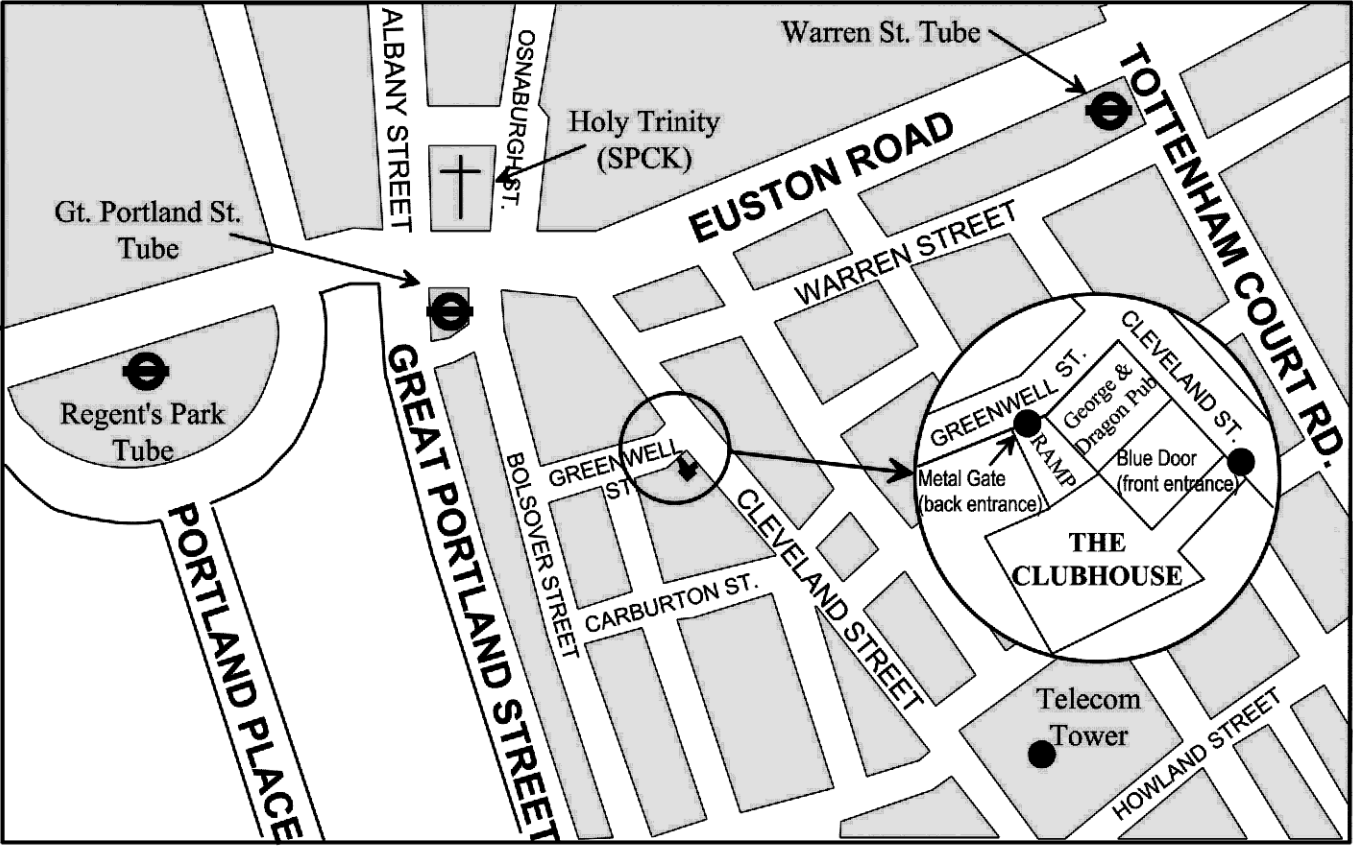 ALBANY STREET
OSNABURGH ST.
Warren St. Tube
TOTTENHAM COURT RD.
Holy Trinity
(SPCK)
EUSTON ROAD
Gt. Portland St.
Tube
WARREN STREET
Regent's Park
Tube
GREAT PORTLAND STREET
PORTLAND PLACE
BOLSOVER STREET
GREENWELL
ST.
CLEVELAND STREET
CARBURTON ST.
GREENWELL ST.
CLEVELAND ST.
George &
Dragon Pub
RAMP
Metal Gate
(back entrance)
Blue Door
(front entrance)
THE
CLUBHOUSE
Telecom
Tower
HOWLAND STREET